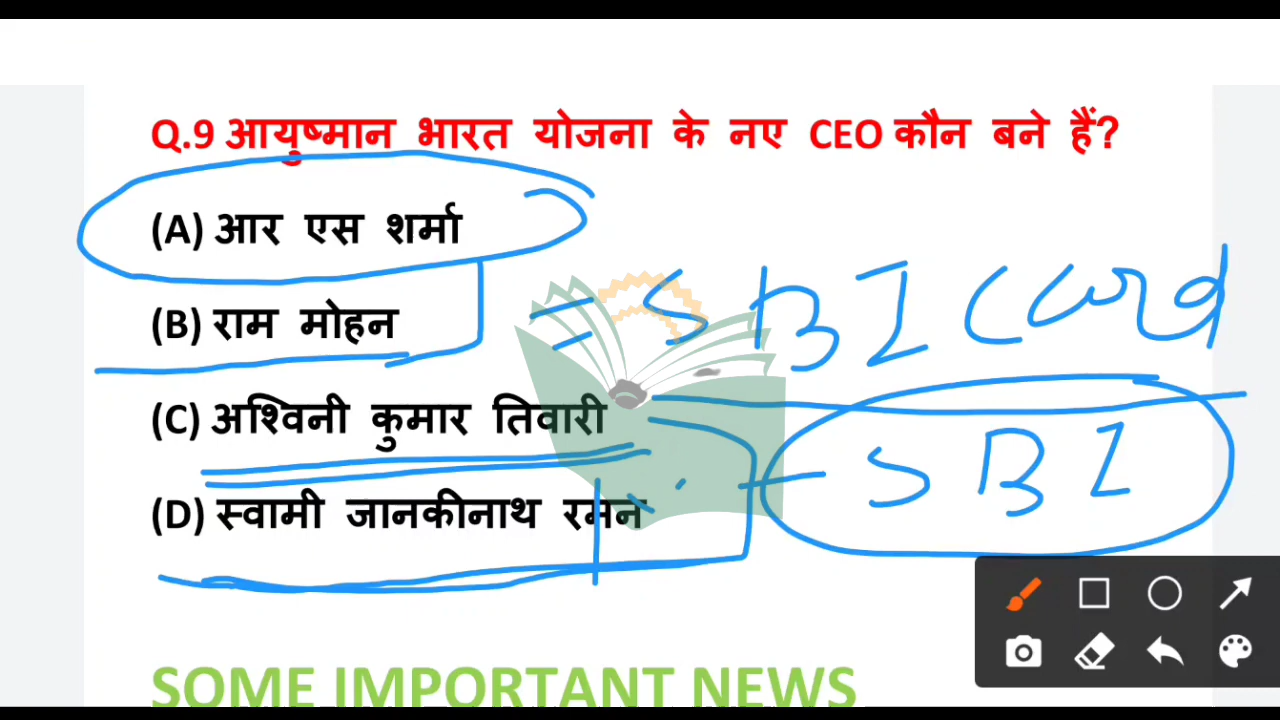 Q.9 आयुष्मान भारत योजना के नए CEO कौन बने हैं?
(A) आर एस शर्मा
(B) राम मोहन
= SBI Card
(C) अश्विनी कुमार तिवारी
SBI
(D) स्वामी जानकीनाथ रमन
SOME IMPORTANT NEWS